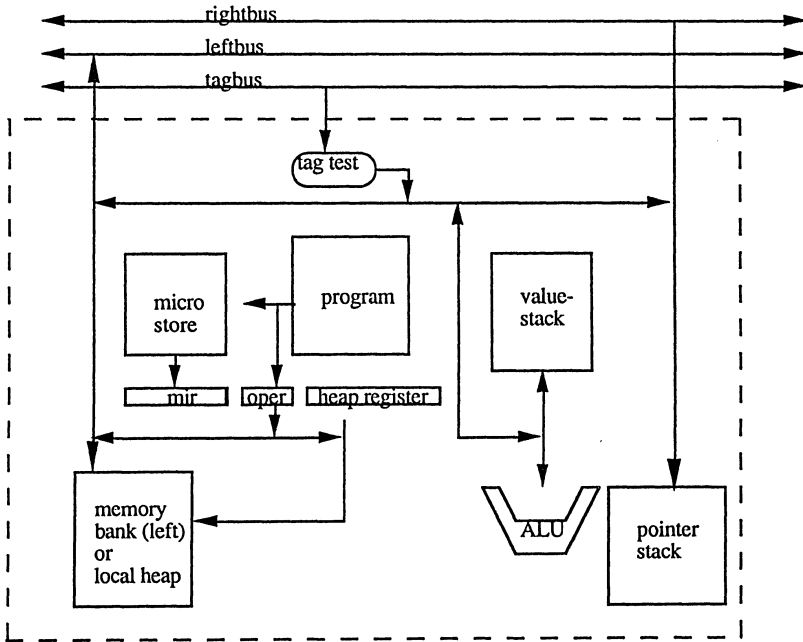 rightbus
leftbus
tagbus
tag test
micro
store
program
value-
stack
mir
oper
heap register
memory
bank (left)
or
local heap
ALU
pointer
stack